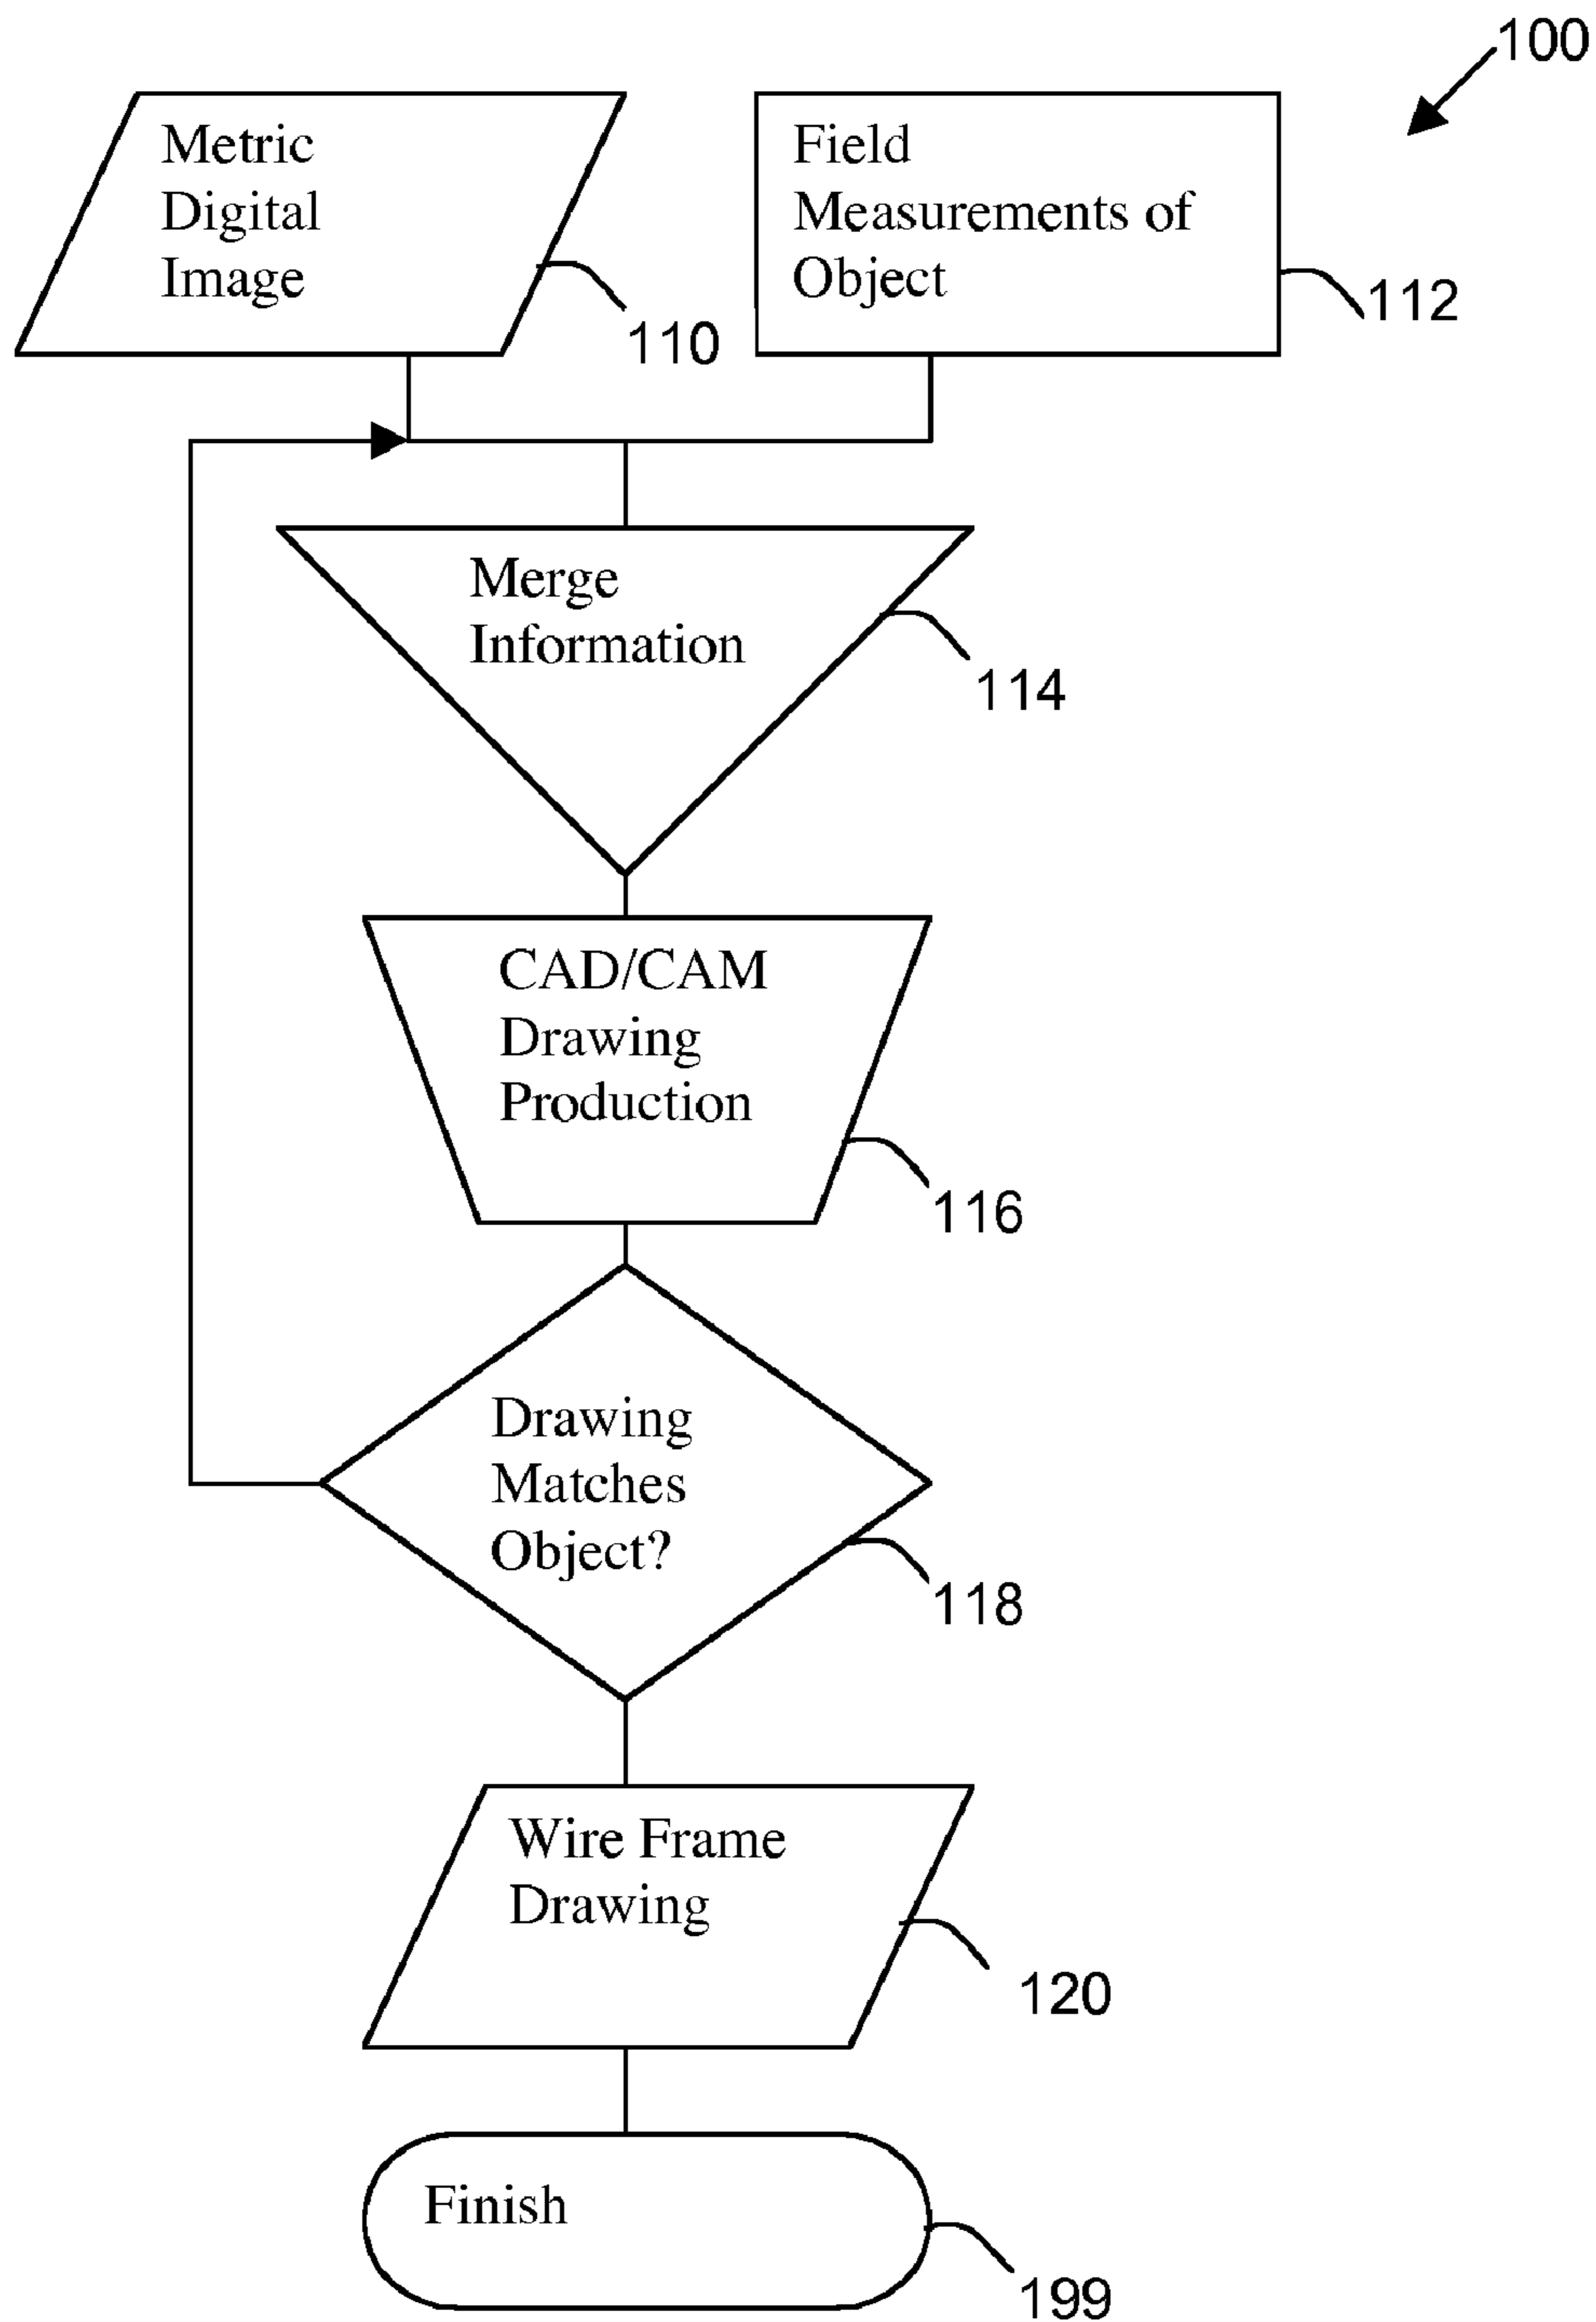 100
Metric
Digital
Image
110
Field
Measurements of
Object
112
Merge
Information
114
CAD/CAM
Drawing
Production
116
Drawing
Matches
Object?
118
Wire Frame
Drawing
120
Finish
199